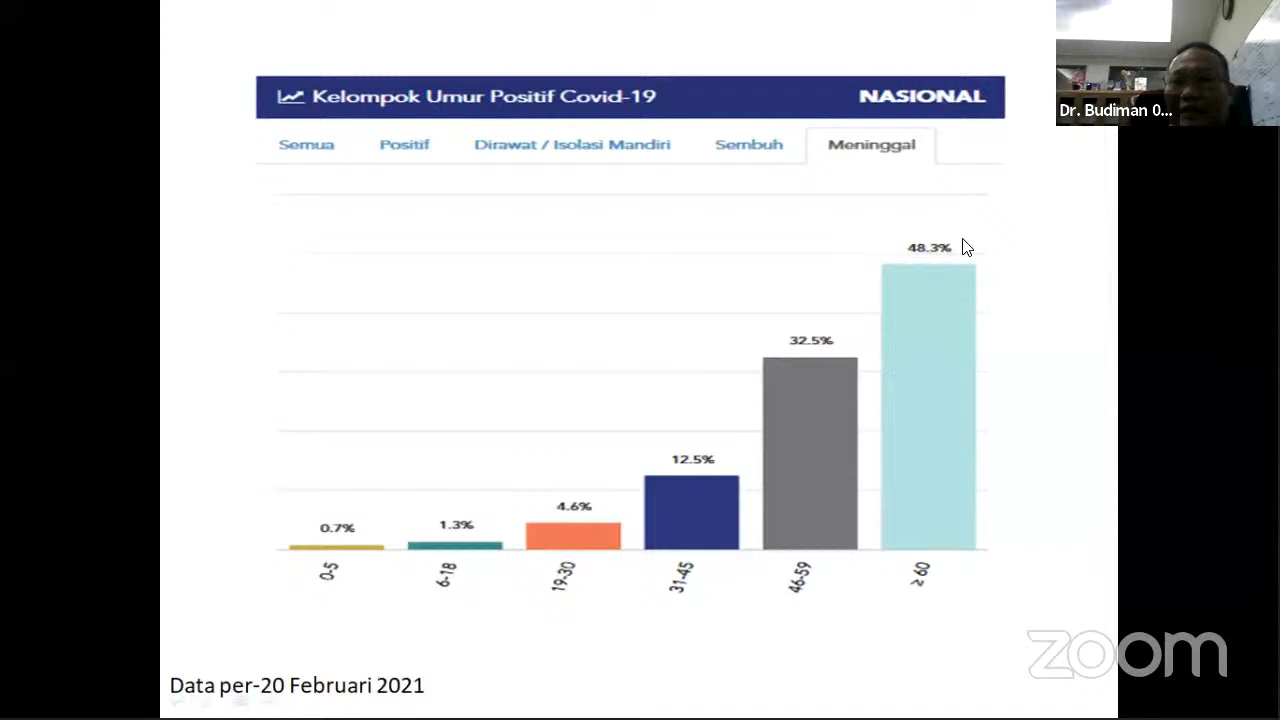 Kelompok Umur Positif Covid-19 NASIONAL
Dr. Budiman 0...
Semua Positif Dirawat / Isolasi Mandiri Sembuh Meninggal
48.3%
32.5%
12.5%
4.6%
1.3%
0.7%
0-5 6-18 19-30 31-45 46-59 ≥ 60
zoom
Data per-20 Februari 2021